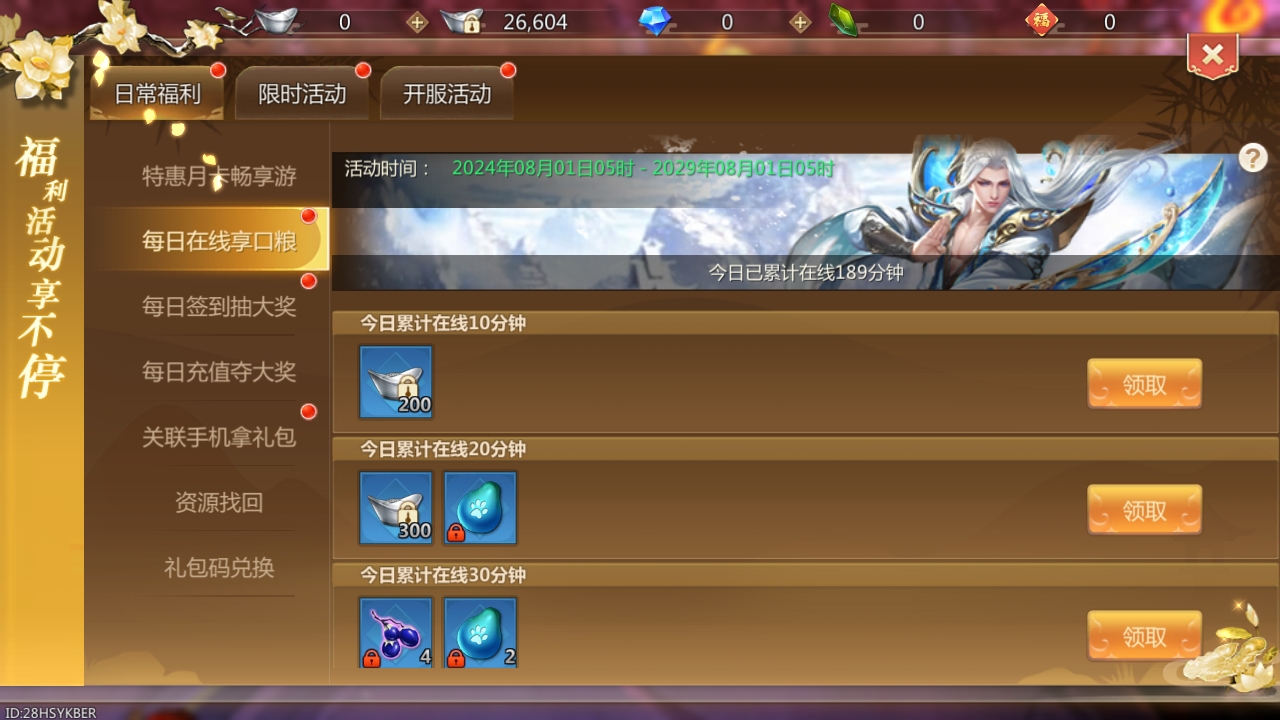 0
26,604
0
0
福
0
日常福利
限时活动
开服活动
福利活动享不停
特惠月卡畅享游
每日在线享口粮
每日签到抽大奖
每日充值夺大奖
关联手机拿礼包
资源找回
礼包码兑换
活动时间： 2024年08月01日05时 - 2029年08月01日05时
?
今日已累计在线189分钟
今日累计在线10分钟
200
领取
今日累计在线20分钟
300
领取
今日累计在线30分钟
4
2
领取
ID:28HSYKBER